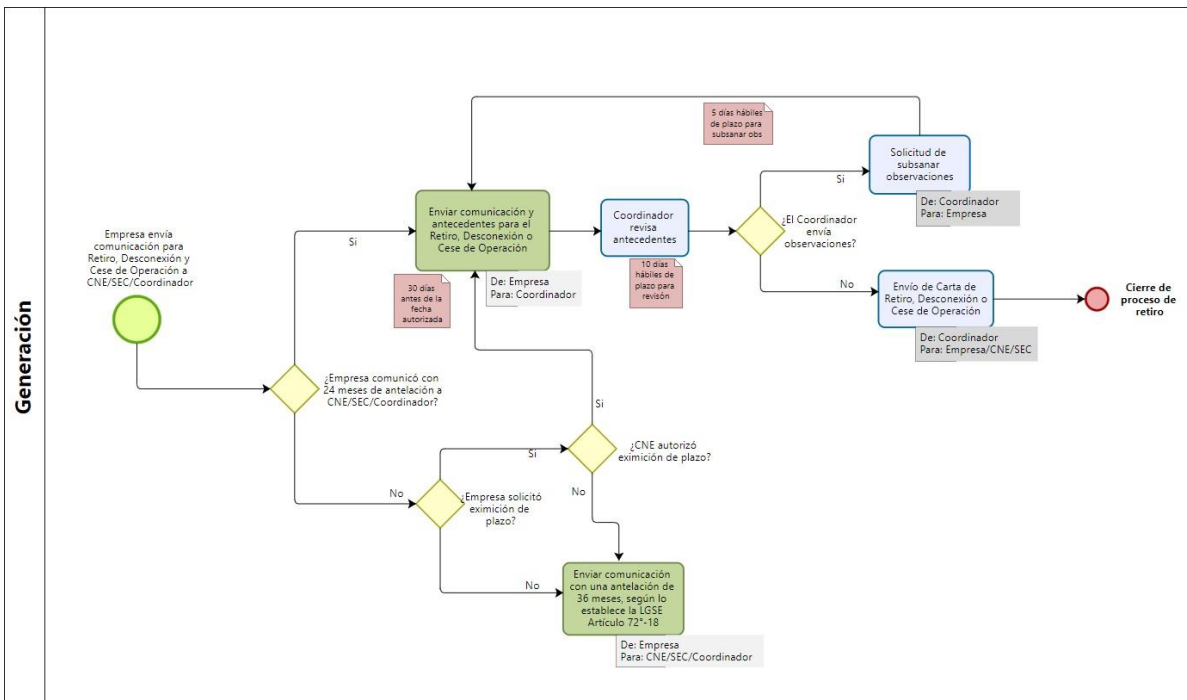 Generación
Empresa envía
comunicación para
Retiro, Desconexión y
Cese de Operación a
CNE/SEC/Coordinador
¿Empresa comunicó con
24 meses de antelación a
CNE/SEC/Coordinador?
Si
No
Enviar comunicación y
antecedentes para el
Retiro, Desconexión o
Cese de Operación
De: Empresa
Para: Coordinador
30 días
antes de la
fecha
autorizada
Coordinador
revisa
antecedentes
10 días
hábiles de
plazo para
revisón
¿El Coordinador
envía
observaciones?
Si
No
5 días hábiles
de plazo para
subsanar obs
Solicitud de
subsanar
observaciones
De: Coordinador
Para: Empresa
Envío de Carta de
Retiro, Desconexión o
Cese de Operación
De: Coordinador
Para: Empresa/CNE/SEC
Cierre de
proceso de
retiro
¿Empresa solicitó
eximición de
plazo?
Si
No
¿CNE autorizó
eximición de plazo?
Si
No
Enviar comunicación
con una antelación de
36 meses, según lo
establece la LGSE
Artículo 72°-18
De: Empresa
Para: CNE/SEC/Coordinador